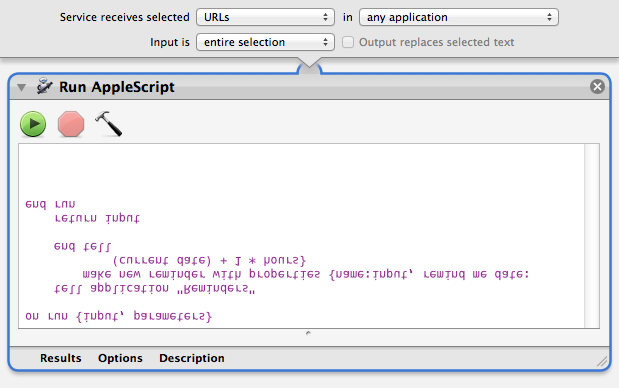 Service receives selected URLs in any application
Input is entire selection Output replaces selected text
Run AppleScript
on run {input, parameters}
tell application "Reminders"
make new reminder with properties {name:input, remind me date:
(current date) + 1 * hours}
end tell
return input
end run
Results Options Description